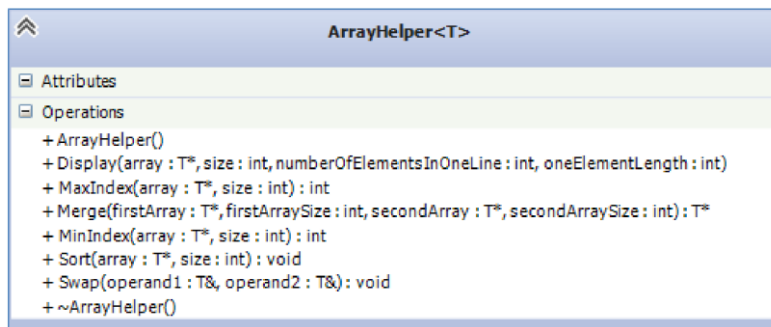 ArrayHelper<T>
Attributes
Operations
+ ArrayHelper()
+ Display(array : T*, size : int, numberOfElementsInOneLine : int, oneElementLength : int)
+ MaxIndex(array : T*, size : int) : int
+ Merge(firstArray : T*, firstArraySize : int, secondArray : T*, secondArraySize : int) : T*
+ MinIndex(array : T*, size : int) : int
+ Sort(array : T*, size : int) : void
+ Swap(operand1 : T&, operand2 : T&) : void
+ ~ArrayHelper()